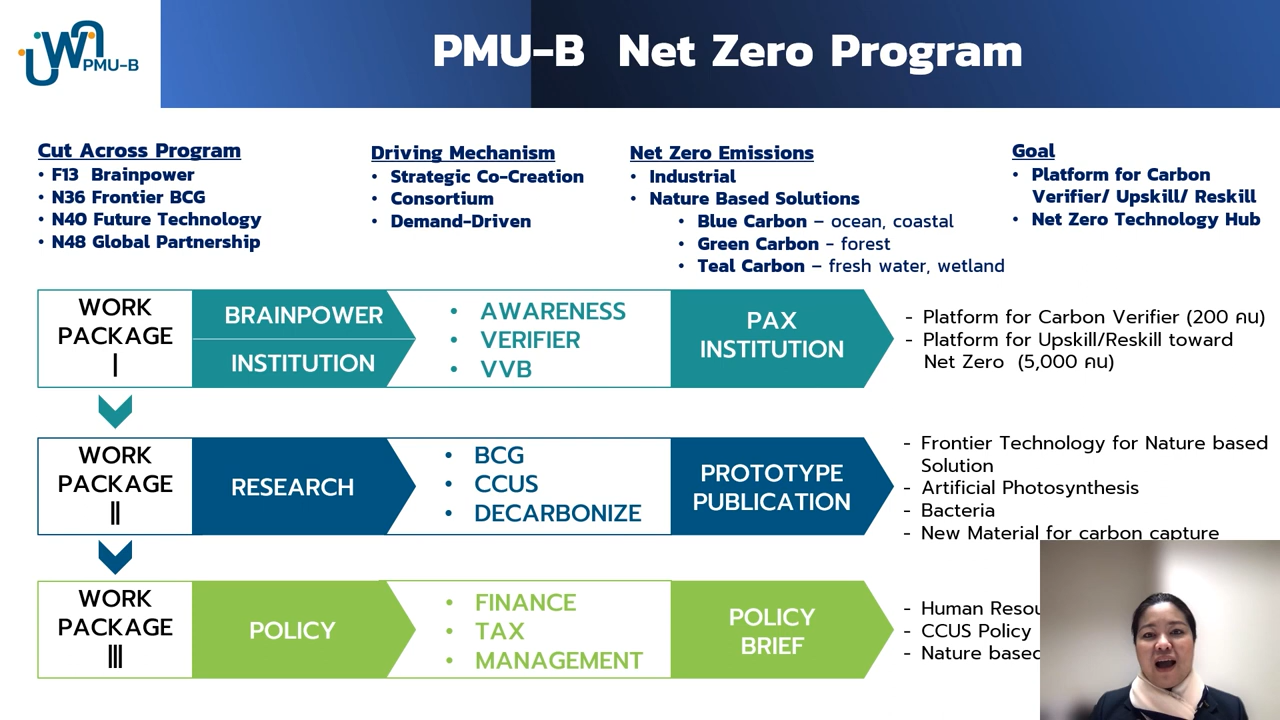 PMU-B
PMU-B Net Zero Program
Cut Across Program
• F13 Brainpower
• N36 Frontier BCG
• N40 Future Technology
• N48 Global Partnership
Driving Mechanism
• Strategic Co-Creation
• Consortium
• Demand-Driven
Net Zero Emissions
• Industrial
• Nature Based Solutions
• Blue Carbon – ocean, coastal
• Green Carbon - forest
• Teal Carbon – fresh water, wetland
Goal
• Platform for Carbon
Verifier/ Upskill/ Reskill
• Net Zero Technology Hub
WORK
PACKAGE
I
BRAINPOWER
INSTITUTION
• AWARENESS
• VERIFIER
• VVB
PAX
INSTITUTION
- Platform for Carbon Verifier (200 คน)
- Platform for Upskill/Reskill toward
Net Zero (5,000 คน)
WORK
PACKAGE
II
RESEARCH
• BCG
• CCUS
• DECARBONIZE
PROTOTYPE
PUBLICATION
- Frontier Technology for Nature based
Solution
- Artificial Photosynthesis
- Bacteria
- New Material for carbon capture
WORK
PACKAGE
III
POLICY
• FINANCE
• TAX
• MANAGEMENT
POLICY
BRIEF
- Human
- CCUS Policy
- Nature based